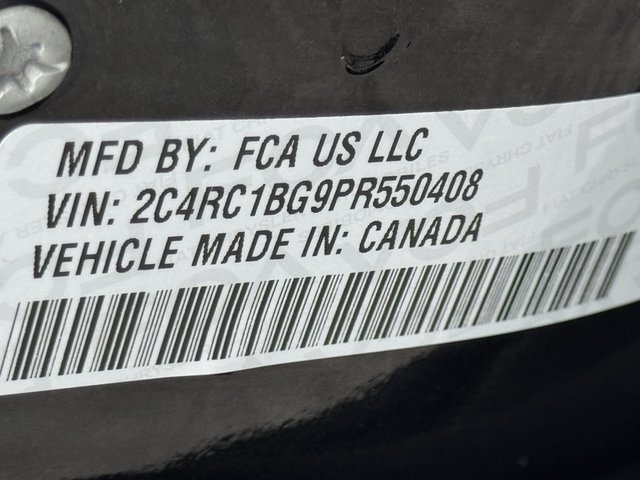 MFD BY: FCA US LLC
VIN: 2C4RC1BG9PR550408
VEHICLE MADE IN: CANADA